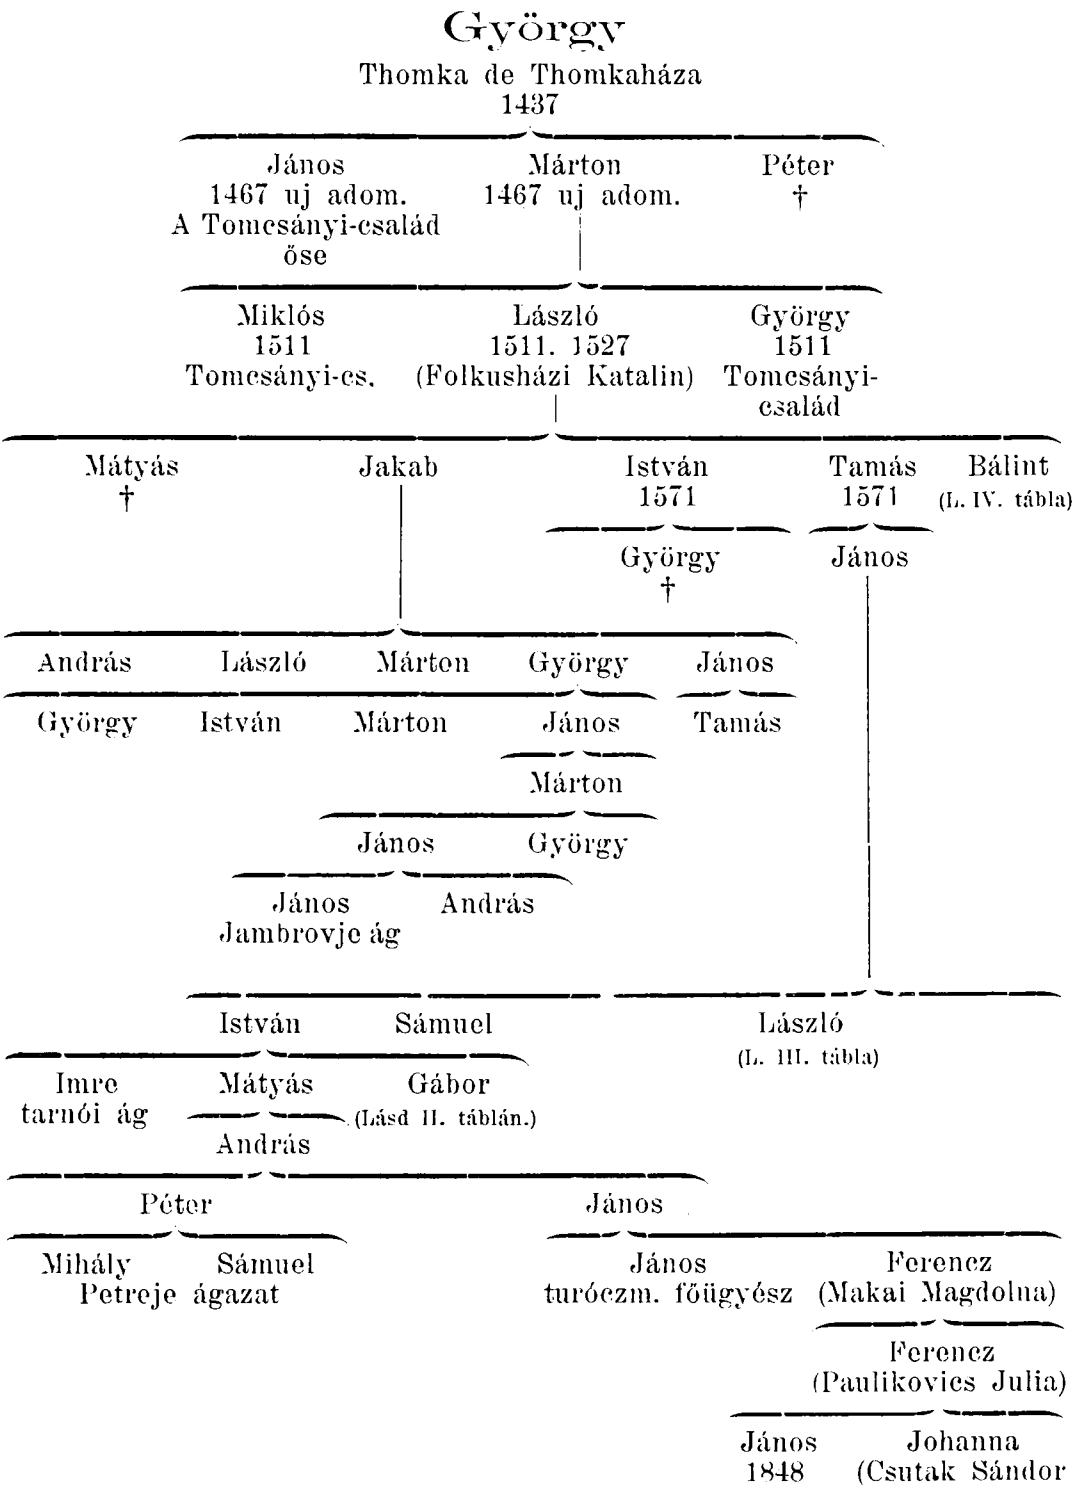 György
Thomka de Thomkaháza
1437
János Márton Péter
1467 uj adom. 1467 uj adom. †
A Tomcsányi-család
őse
Miklós László György
1511 1511. 1527 1511
Tomcsányi-cs. (Folkusházi Katalin) Tomcsányi-
család
Mátyás Jakab István Tamás Bálint
† 1571 1571 (L. IV. tábla)
György János
†
András László Márton György János
György István Márton János Tamás
Márton
János György
János András
Jambrovje ág
István Sámuel László
(L. III. tábla)
Imre Mátyás Gábor
tarnói ág (Lásd II. táblán.)
András
Péter János
Mihály Sámuel János Ferencz
Petreje ágazat turóczm. főügyész (Makai Magdolna)
Ferencz
(Paulikovics Julia)
János Johanna
1848 (Csutak Sándor